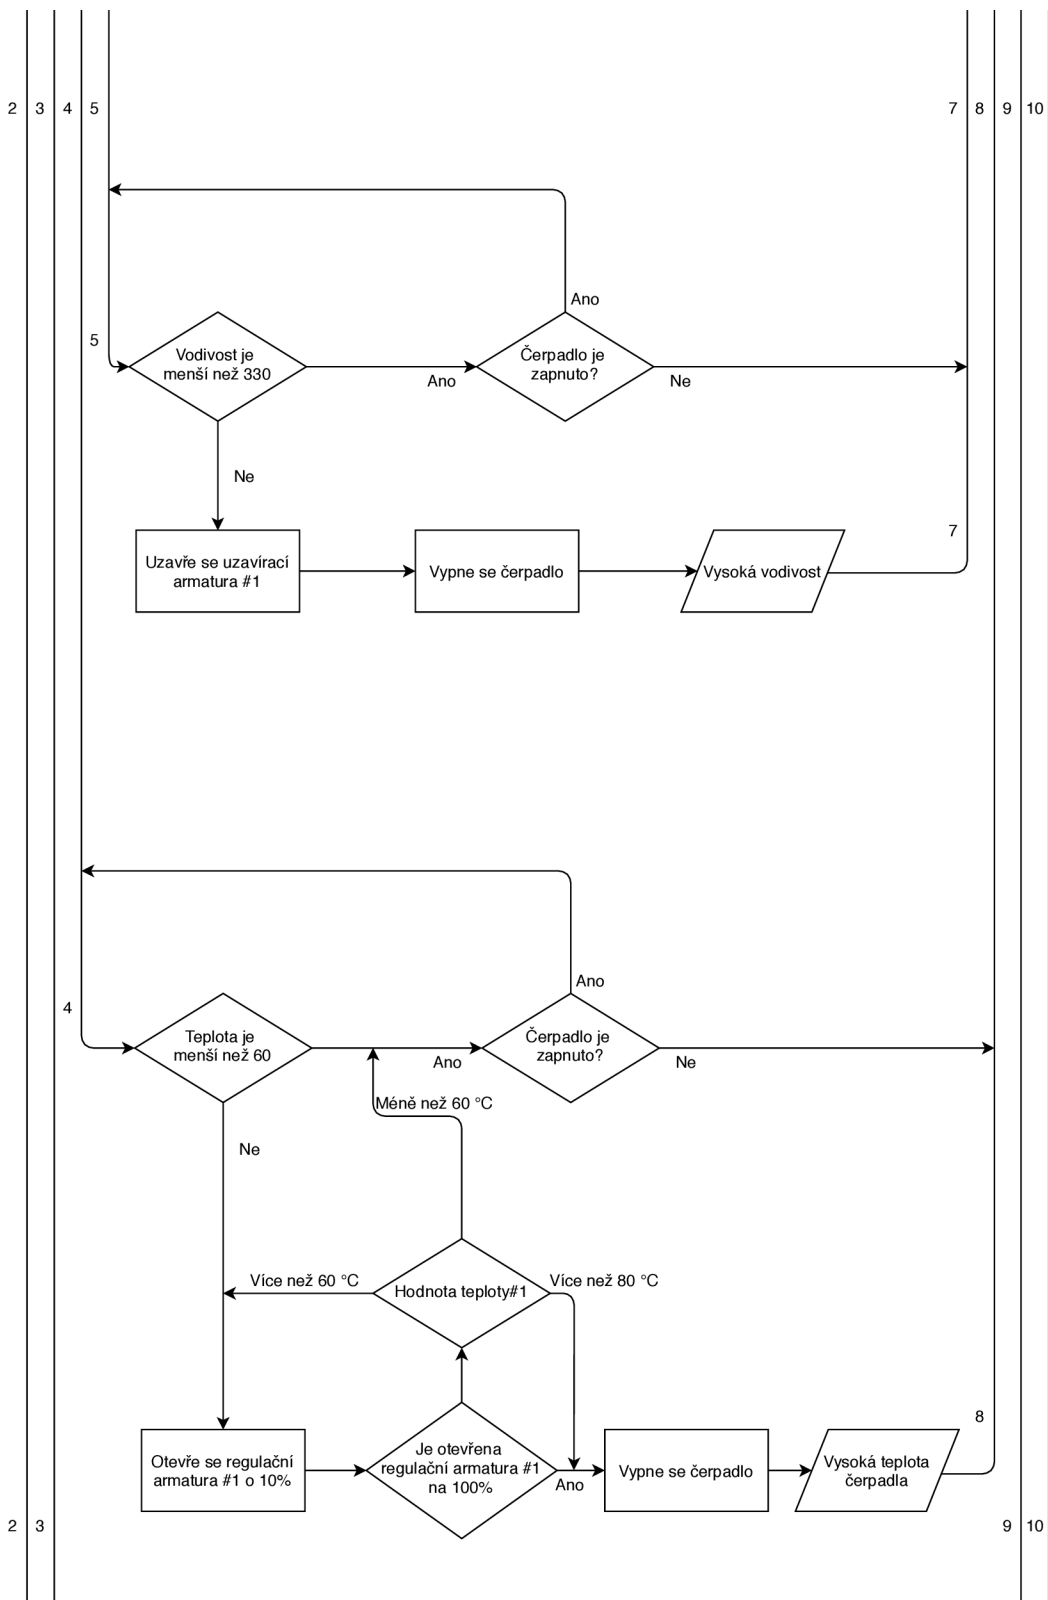 2 3 4 5 7 8 9 10
Ano
5
Vodivost je
menší než 330
Čerpadlo je
zapnuto?
Ano
Ne
Ne
7
Uzavře se uzavírací
armatura #1
Vypne se čerpadlo
Vysoká vodivost
Ano
4
Teplota je
menší než 60
Čerpadlo je
zapnuto?
Ano
Ne
Méně než 60 °C
Ne
Více než 60 °C
Hodnota teploty#1
Více než 80 °C
8
Otevře se regulační
armatura #1 o 10%
Je otevřena
regulační armatura #1
na 100%
Ano
Vypne se čerpadlo
Vysoká teplota
čerpadla
2 3 9 10